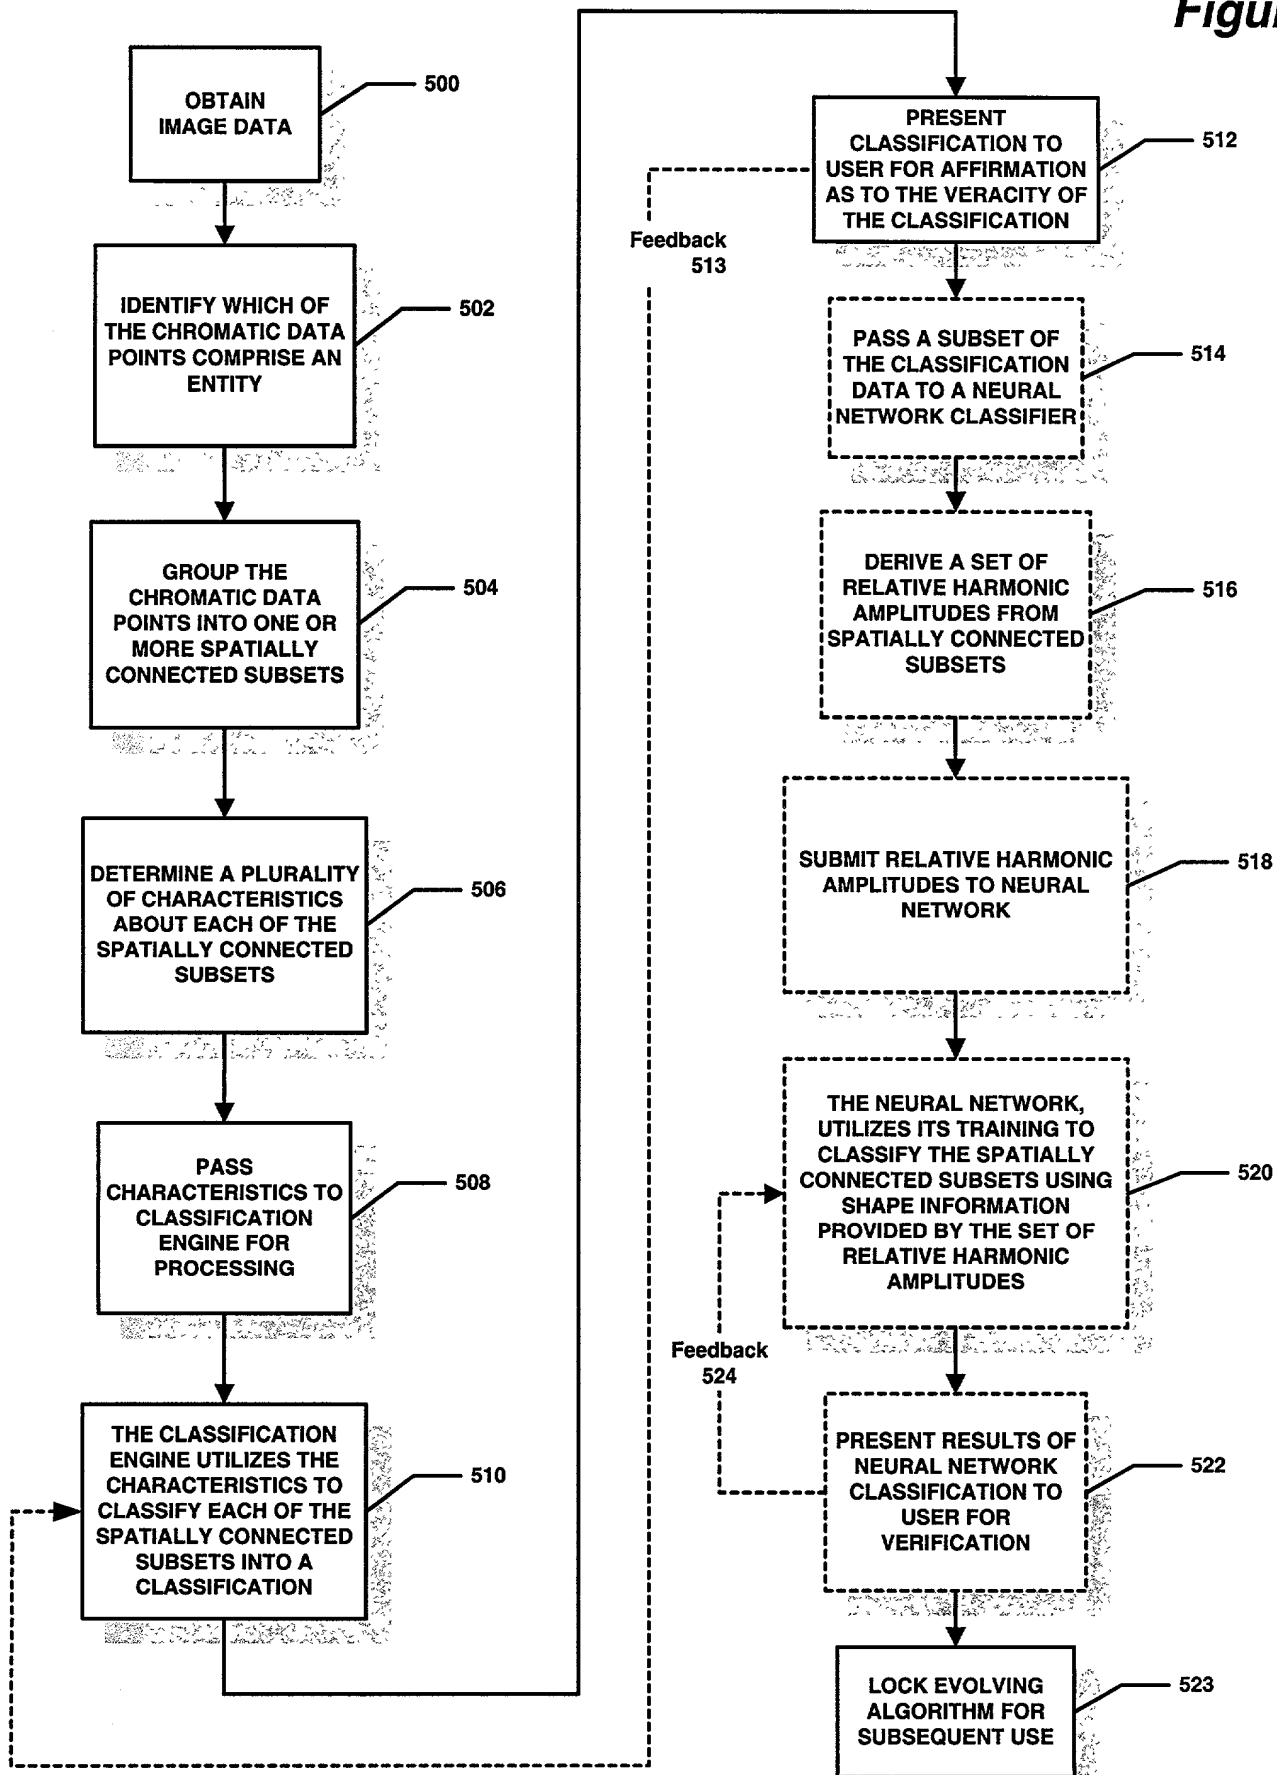 Figur
OBTAIN
IMAGE DATA
500
IDENTIFY WHICH OF
THE CHROMATIC DATA
POINTS COMPRISE AN
ENTITY
502
GROUP THE
CHROMATIC DATA
POINTS INTO ONE OR
MORE SPATIALLY
CONNECTED SUBSETS
504
DETERMINE A PLURALITY
OF CHARACTERISTICS
ABOUT EACH OF THE
SPATIALLY CONNECTED
SUBSETS
506
PASS
CHARACTERISTICS TO
CLASSIFICATION
ENGINE FOR
PROCESSING
508
THE CLASSIFICATION
ENGINE UTILIZES THE
CHARACTERISTICS TO
CLASSIFY EACH OF THE
SPATIALLY CONNECTED
SUBSETS INTO A
CLASSIFICATION
510
PRESENT
CLASSIFICATION TO
USER FOR AFFIRMATION
AS TO THE VERACITY OF
THE CLASSIFICATION
512
Feedback
513
PASS A SUBSET OF
THE CLASSIFICATION
DATA TO A NEURAL
NETWORK CLASSIFIER
514
DERIVE A SET OF
RELATIVE HARMONIC
AMPLITUDES FROM
SPATIALLY CONNECTED
SUBSETS
516
SUBMIT RELATIVE HARMONIC
AMPLITUDES TO NEURAL
NETWORK
518
THE NEURAL NETWORK,
UTILIZES ITS TRAINING TO
CLASSIFY THE SPATIALLY
CONNECTED SUBSETS USING
SHAPE INFORMATION
PROVIDED BY THE SET OF
RELATIVE HARMONIC
AMPLITUDES
520
Feedback
524
PRESENT RESULTS OF
NEURAL NETWORK
CLASSIFICATION TO
USER FOR
VERIFICATION
522
LOCK EVOLVING
ALGORITHM FOR
SUBSEQUENT USE
523